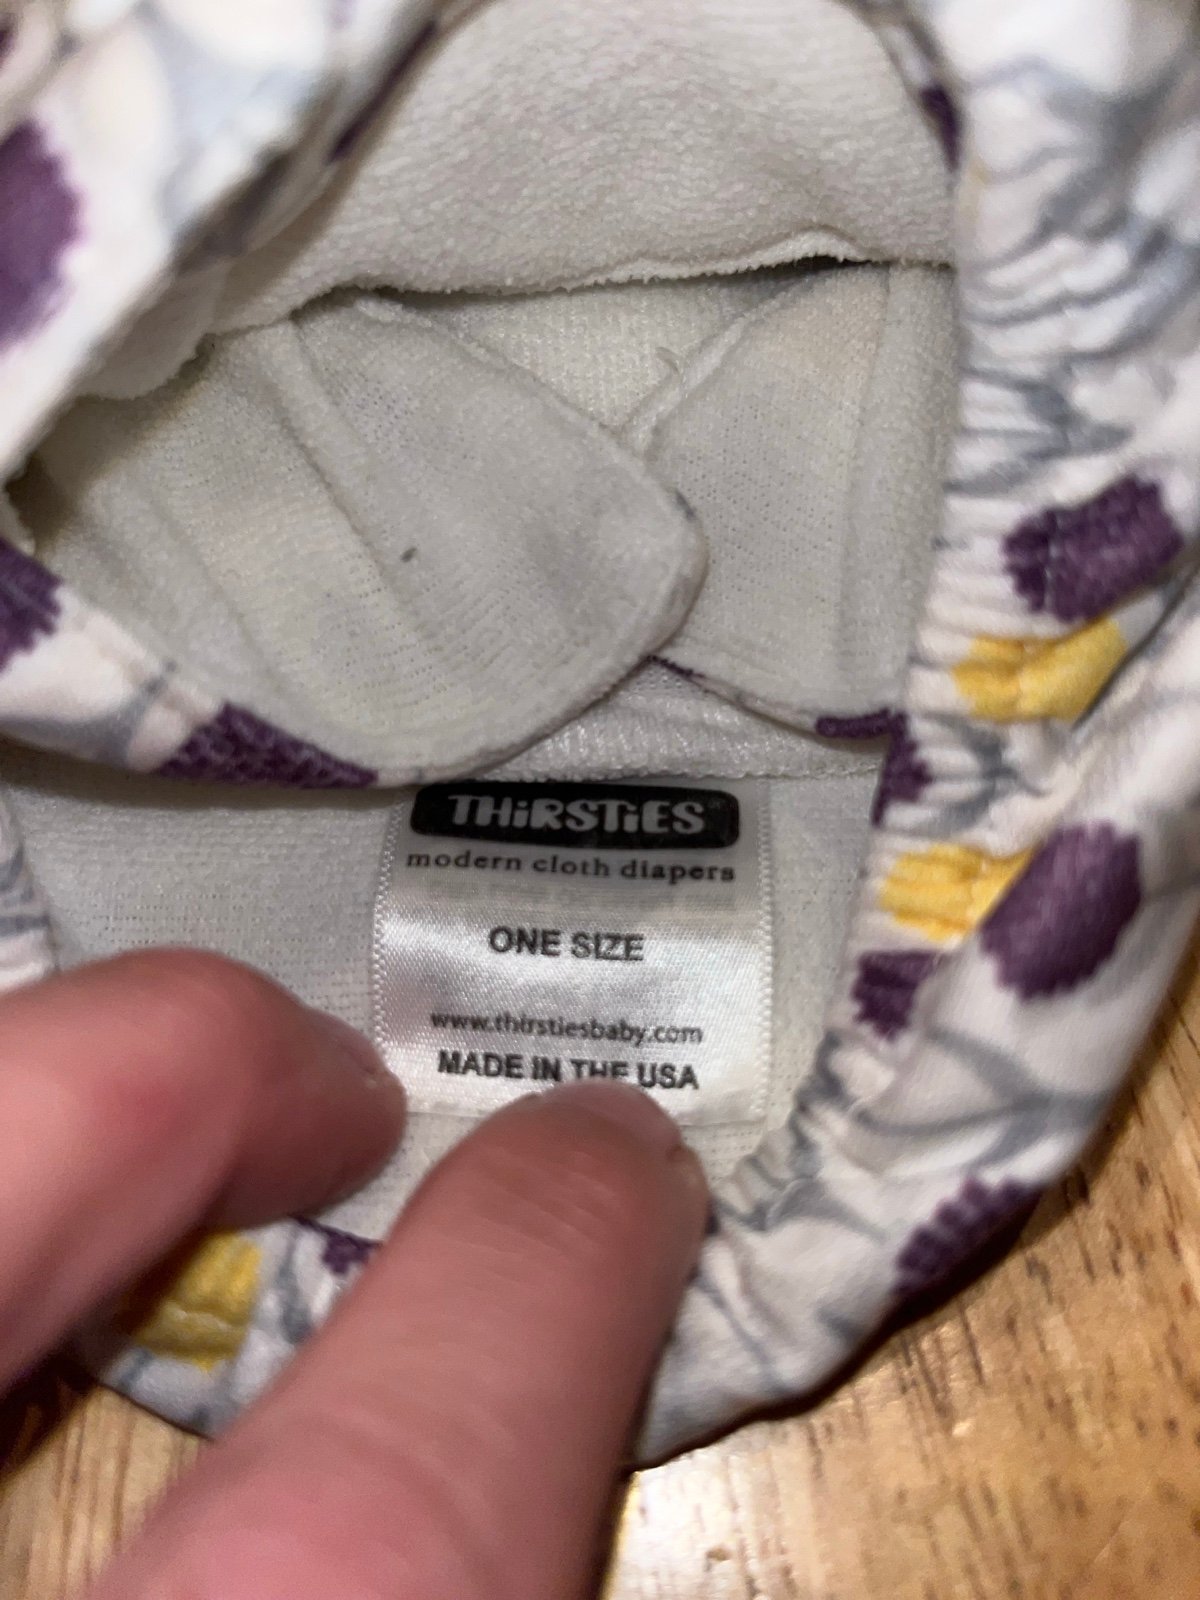 THiRSTiES
modern cloth diapers
ONE SIZE
www.thirstiesbaby.com
MADE IN THE USA